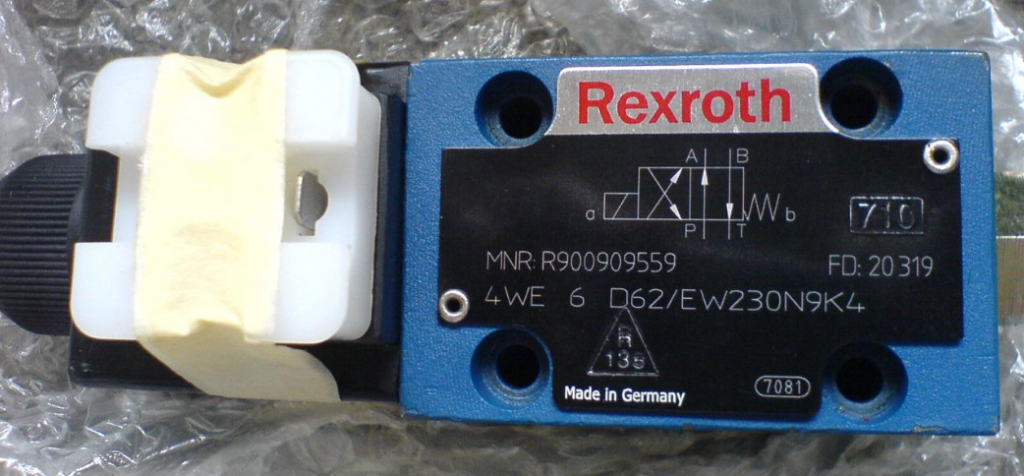 Rexroth
A B
a b
710
P T
MNR: R900909559 FD: 20319
4WE 6 D62/EW230N9K4
R
135
Made in Germany 7081